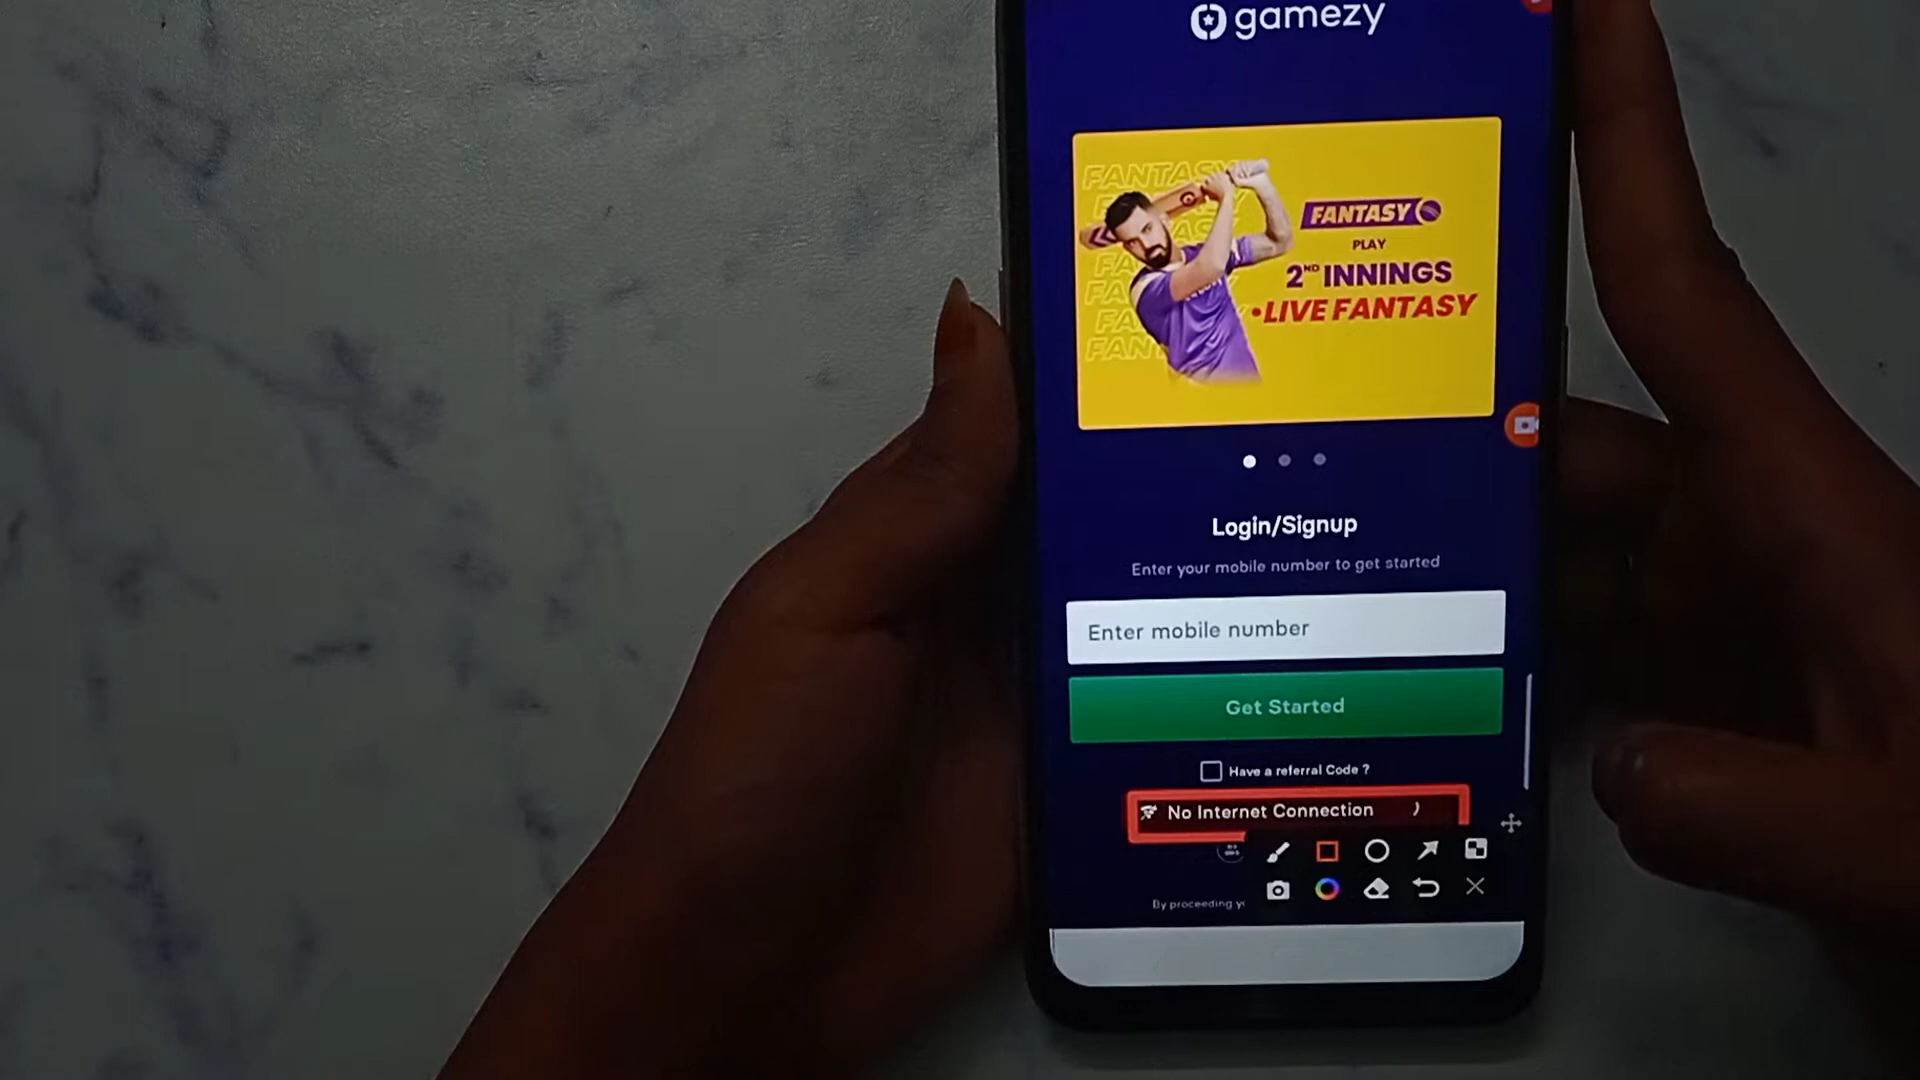 gamezy
FANTASY
FANTASY
PLAY
2ND INNINGS
•LIVE FANTASY
Login/Signup
Enter your mobile number to get started
Enter mobile number
Get Started
Have a referral Code ?
No Internet Connection
By proceeding y